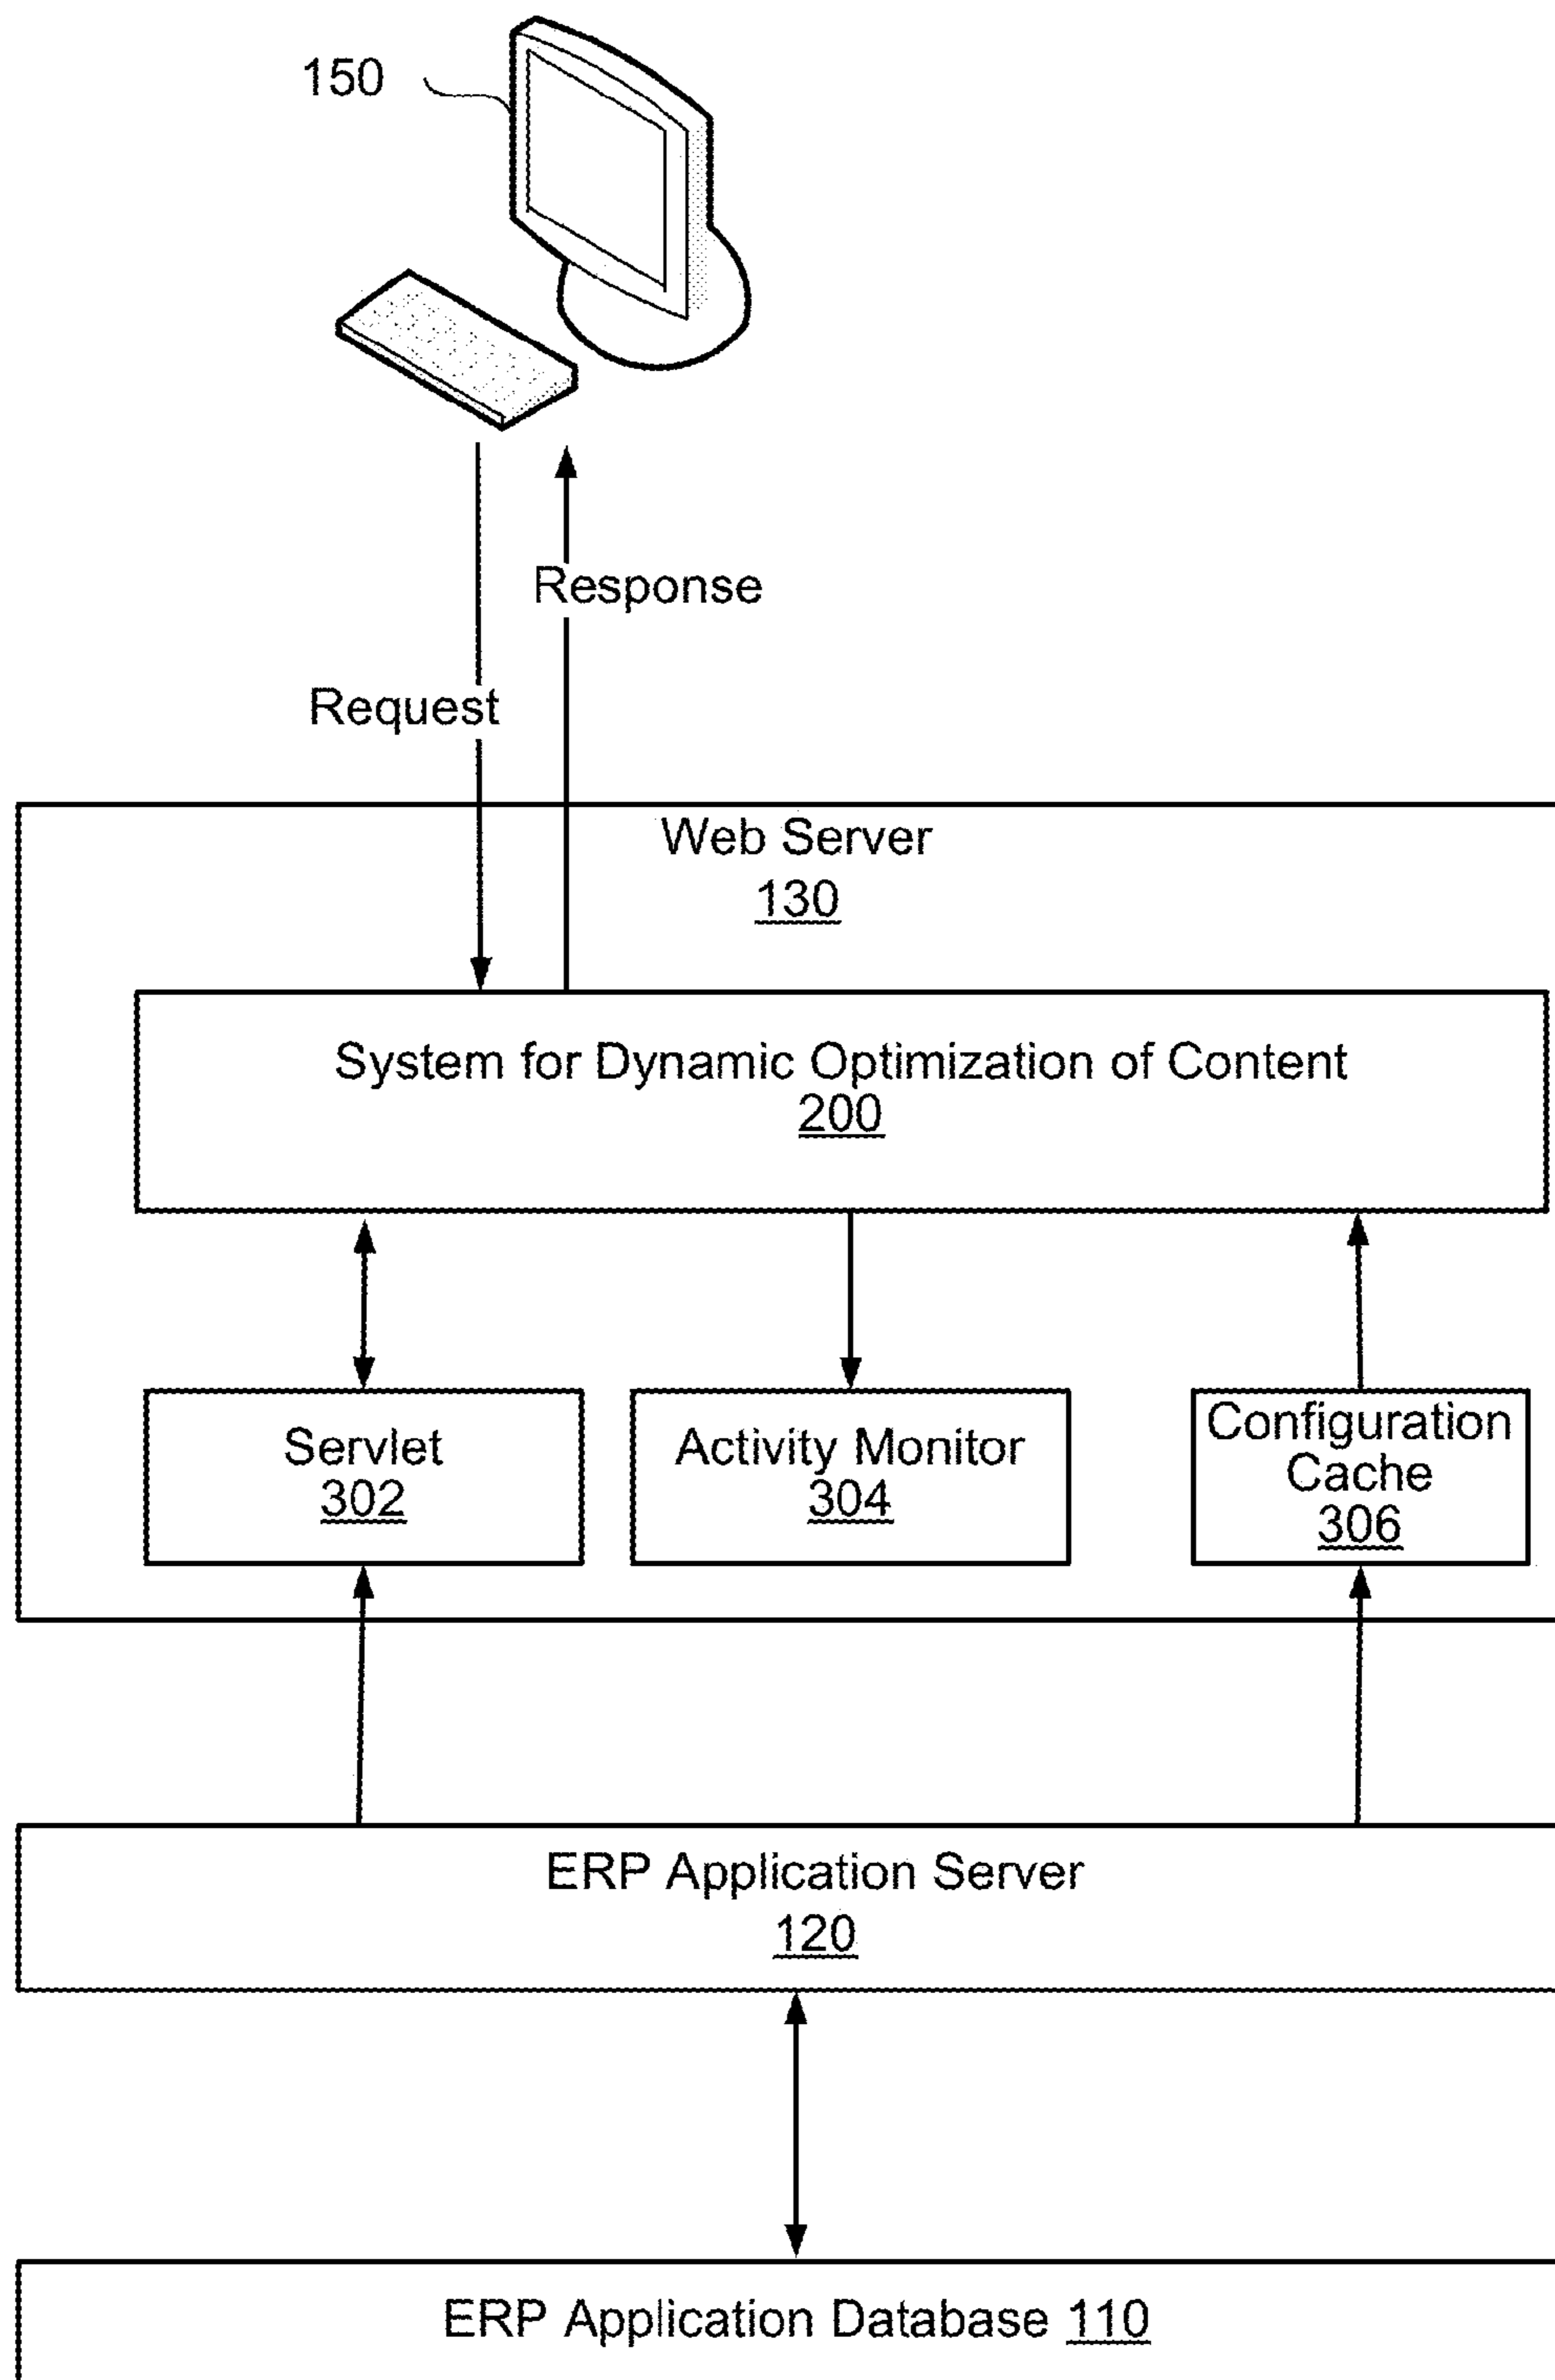 150
Response
Request
Web Server
130
System for Dynamic Optimization of Content
200
Servlet
302
Activity Monitor
304
Configuration
Cache
306
ERP Application Server
120
ERP Application Database 110